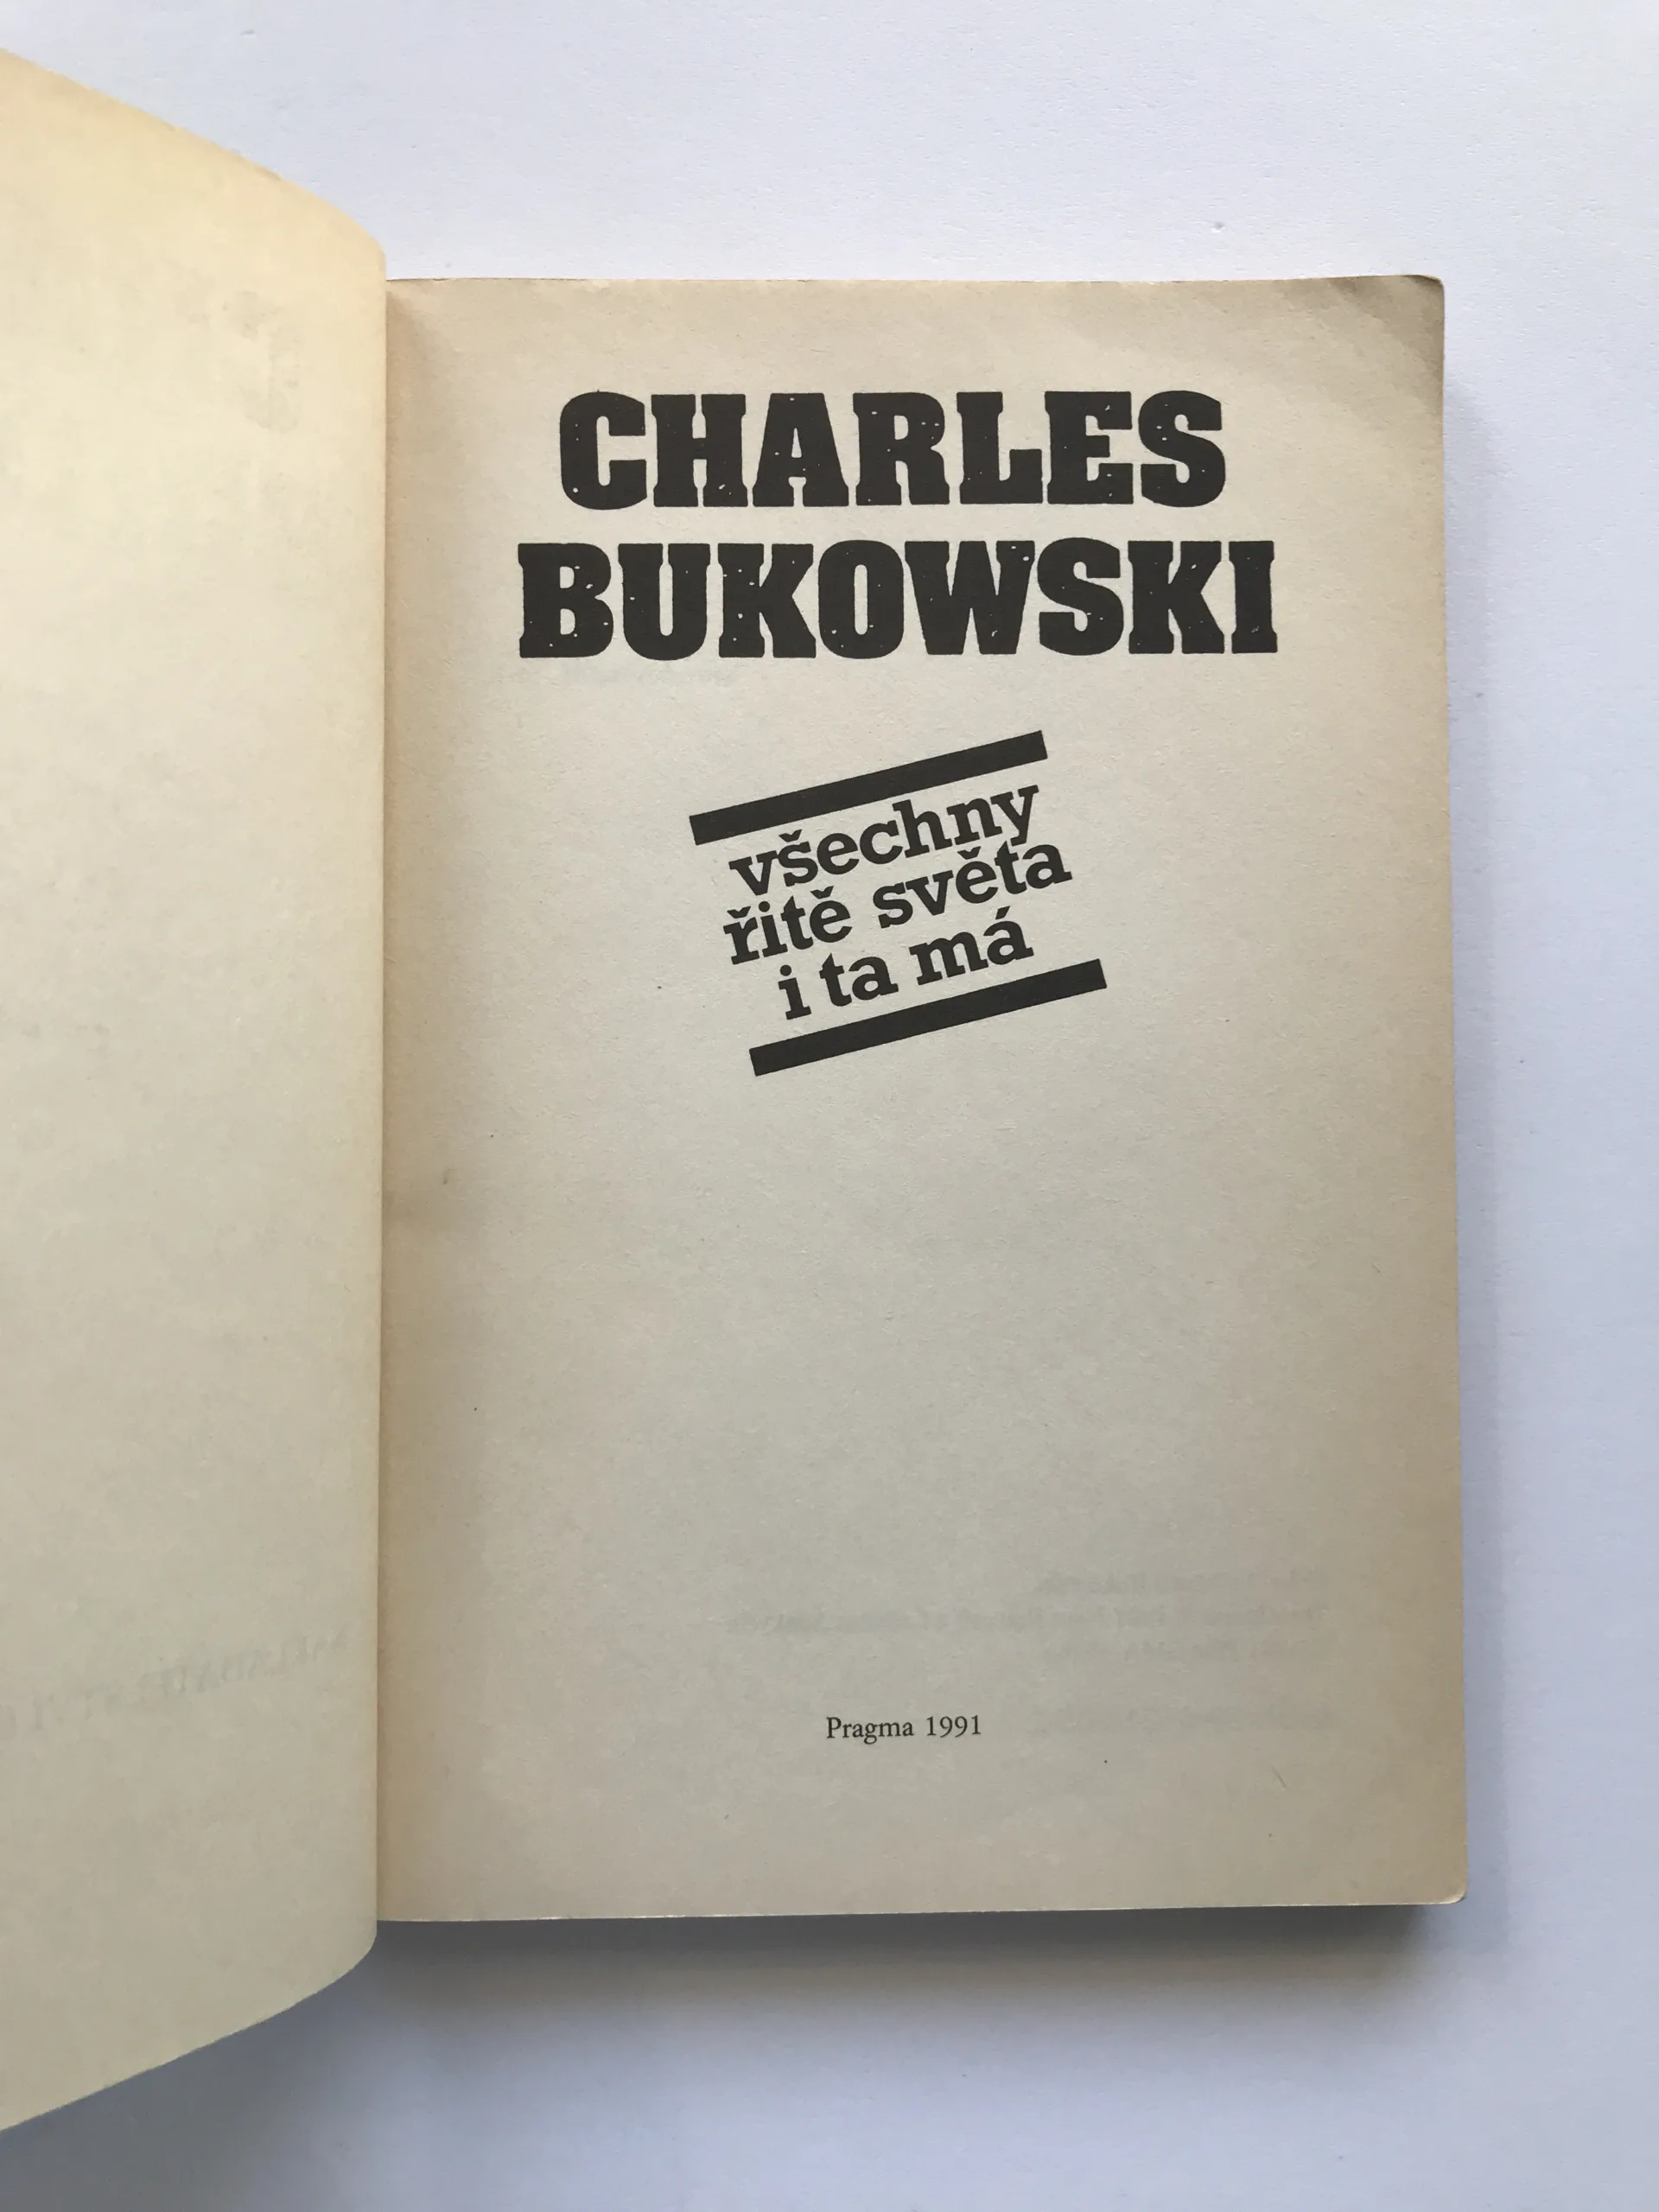 CHARLES
BUKOWSKI
všechny
řitě světa
i ta má
Pragma 1991